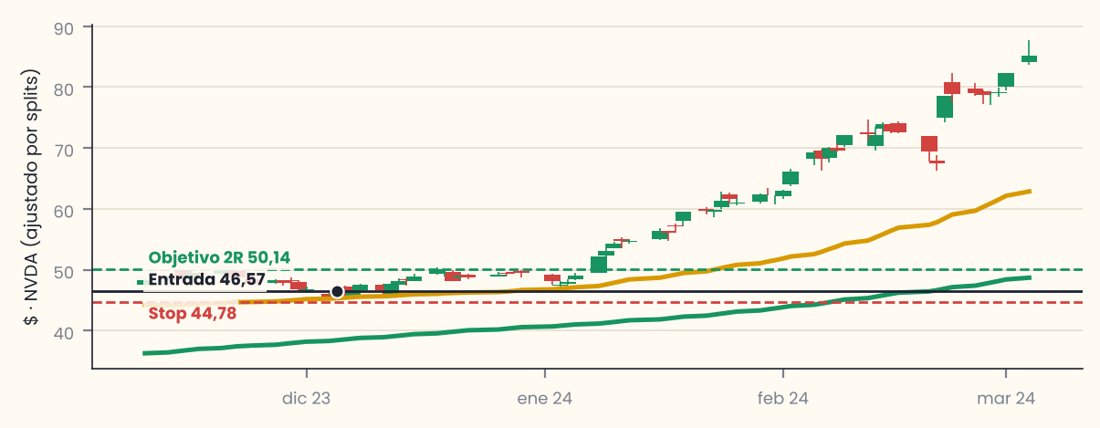 $ · NVDA (ajustado por splits)
90
80
70
60
50
40
Objetivo 2R 50,14
Entrada 46,57
Stop 44,78
dic 23
ene 24
feb 24
mar 24